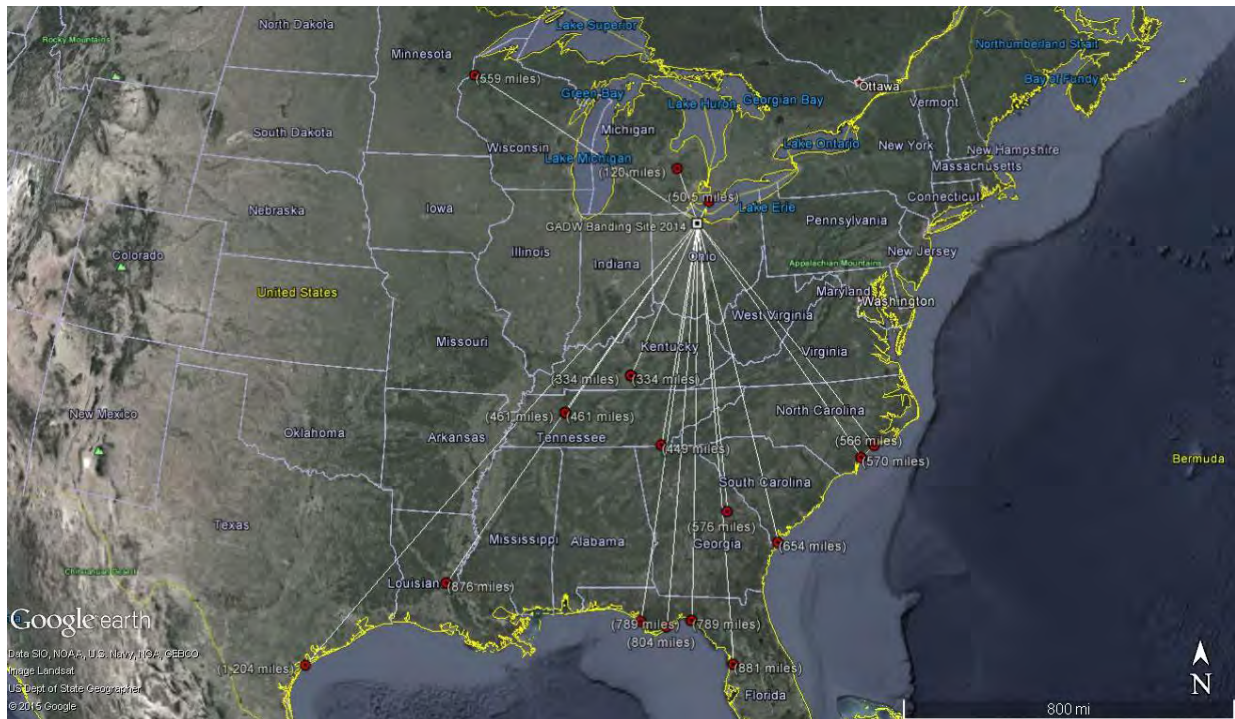 North Dakota
Lake Superior
Rocky Mountains
Minnesota
Northumberland Strait
(559 miles)
Bay of Fundy
Ottawa
Green Bay
Lake Huron
Georgian Bay
Vermont
South Dakota
Michigan
Wisconsin
Lake Ontario
New York
New Hampshire
Lake Michigan
Massachusetts
(120 miles)
Connecticut
(50.5 miles)
Lake Erie
Nebraska
Iowa
Pennsylvania
GADW Banding Site 2014
Illinois
Indiana
Ohio
New Jersey
Colorado
Appalachian Mountains
United States
Maryland
Washington
West Virginia
Missouri
Kentucky
Virginia
(334 miles)
(334 miles)
New Mexico
(461 miles)
(461 miles)
North Carolina
Oklahoma
Arkansas
Tennessee
(449 miles)
(566 miles)
(570 miles)
Bermuda
South Carolina
Texas
(576 miles)
Mississippi
Alabama
Georgia
(654 miles)
Chihuahuan Desert
Louisian
(876 miles)
Google earth
(789 miles)
(789 miles)
(804 miles)
Data SIO, NOAA, U.S. Navy, NGA, GEBCO
(1,204 miles)
(881 miles)
Image Landsat
US Dept of State Geographer
Florida
© 2015 Google
N
800 mi